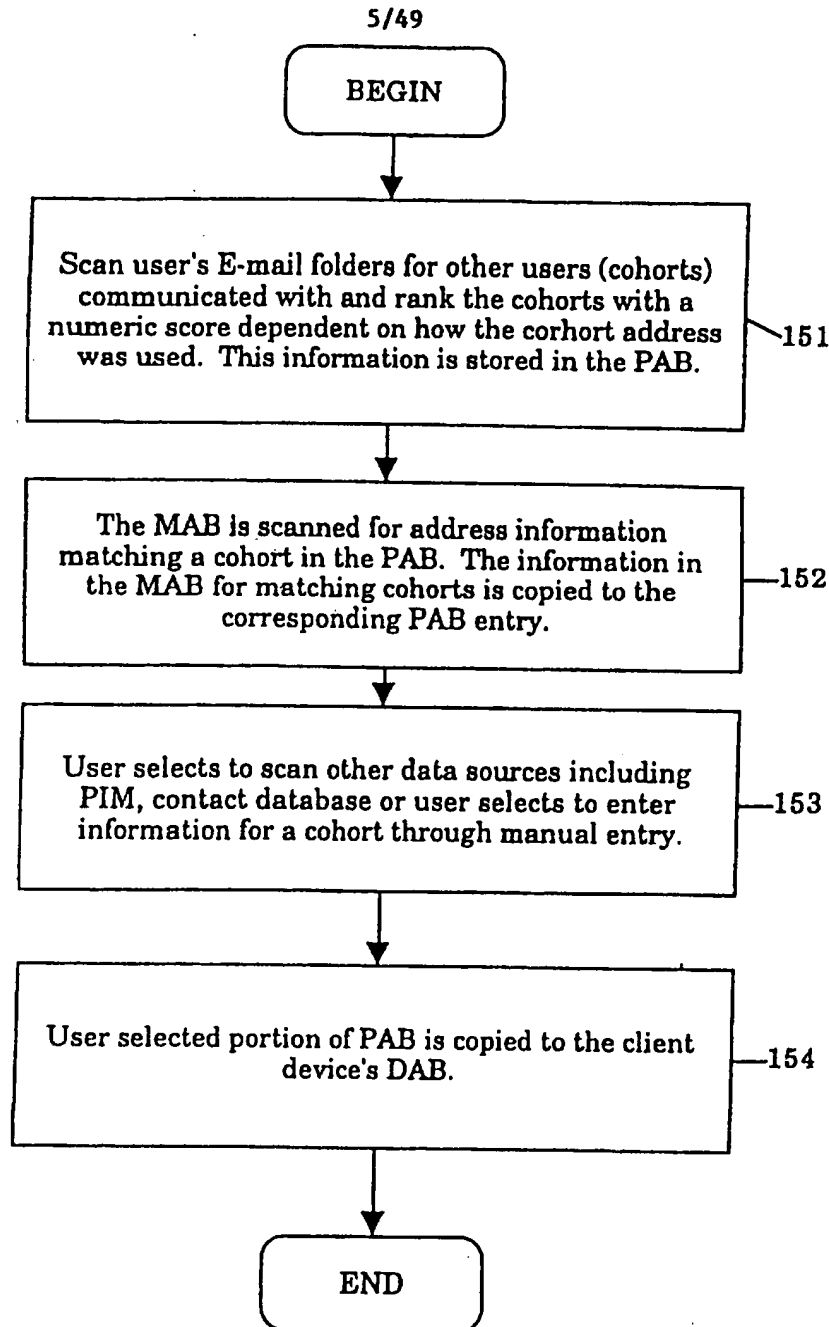 5/49
BEGIN
Scan user's E-mail folders for other users (cohorts)
communicated with and rank the cohorts with a
numeric score dependent on how the corhort address
was used. This information is stored in the PAB.
151
The MAB is scanned for address information
matching a cohort in the PAB. The information in
the MAB for matching cohorts is copied to the
corresponding PAB entry.
152
User selects to scan other data sources including
PIM, contact database or user selects to enter
information for a cohort through manual entry.
153
User selected portion of PAB is copied to the client
device's DAB.
154
END